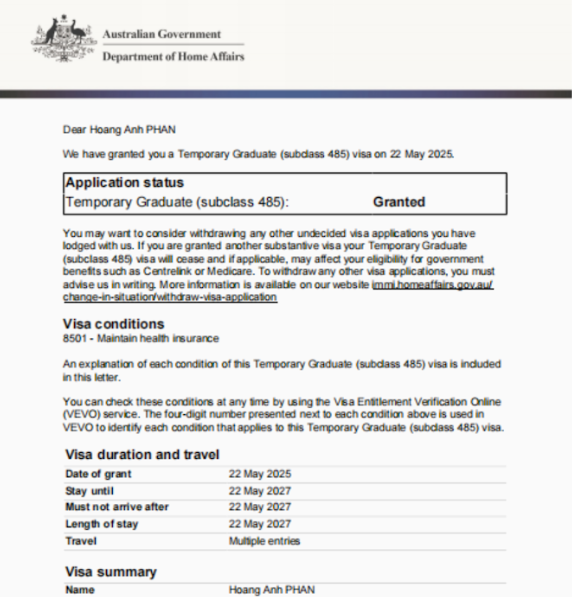 Australian Government
Department of Home Affairs
Dear Hoang Anh PHAN
We have granted you a Temporary Graduate (subclass 485) visa on 22 May 2025.
Application status
Temporary Graduate (subclass 485): Granted
You may want to consider withdrawing any other undecided visa applications you have
lodged with us. If you are granted another substantive visa your Temporary Graduate
(subclass 485) visa will cease and if applicable, may affect your eligibility for government
benefits such as Centrelink or Medicare. To withdraw any other visa applications, you must
advise us in writing. More information is available on our website immi.homeaffairs.gov.au/
change-in-situation/withdraw-visa-application
Visa conditions
8501 - Maintain health insurance
An explanation of each condition of this Temporary Graduate (subclass 485) visa is included
in this letter.
You can check these conditions at any time by using the Visa Entitlement Verification Online
(VEVO) service. The four-digit number presented next to each condition above is used in
VEVO to identify each condition that applies to this Temporary Graduate (subclass 485) visa.
Visa duration and travel
Date of grant 22 May 2025
Stay until 22 May 2027
Must not arrive after 22 May 2027
Length of stay 22 May 2027
Travel Multiple entries
Visa summary
Name Hoang Anh PHAN